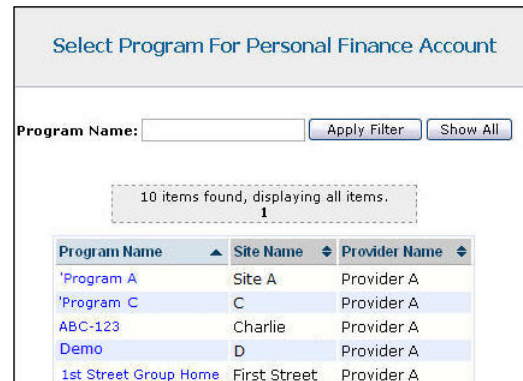 Select Program For Personal Finance Account
Program Name: Apply Filter Show All
10 items found, displaying all items.
1
Program Name Site Name Provider Name
'Program A Site A Provider A
'Program C C Provider A
ABC-123 Charlie Provider A
Demo D Provider A
1st Street Group Home First Street Provider A